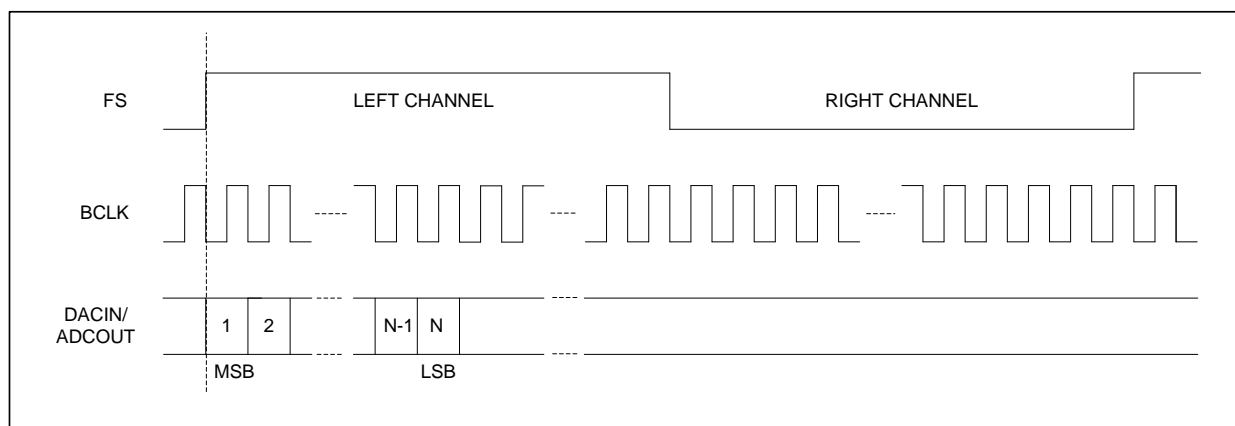 FS
LEFT CHANNEL
RIGHT CHANNEL
BCLK
DACIN/
ADCOUT
1
2
N-1
N
MSB
LSB